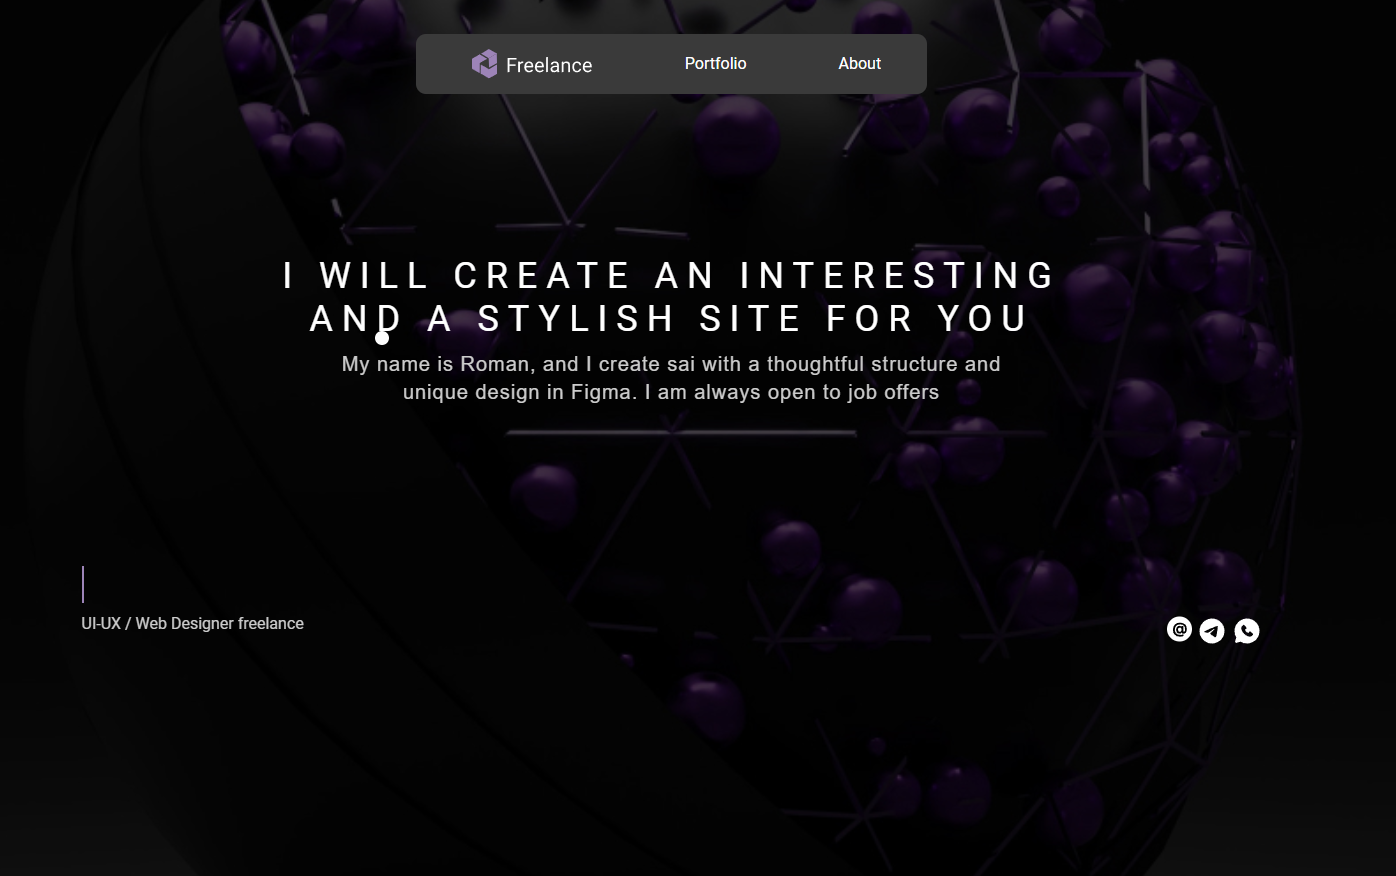 Freelance
Portfolio
About
I WILL CREATE AN INTERESTING
AND A STYLISH SITE FOR YOU
My name is Roman, and I create sai with a thoughtful structure and
unique design in Figma. I am always open to job offers
UI-UX / Web Designer freelance
@